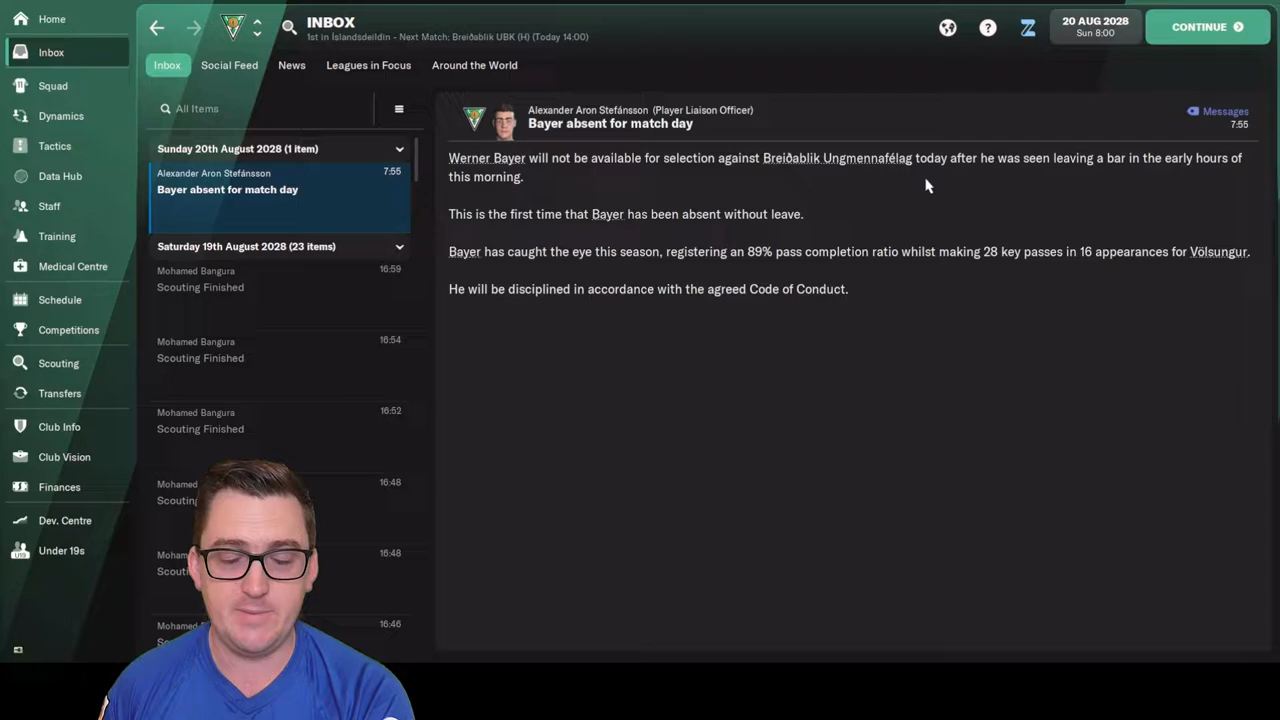 Home
Inbox
Squad
Dynamics
Tactics
Data Hub
Staff
Training
Medical Centre
Schedule
Competitions
Scouting
Transfers
Club Info
Club Vision
Finances
Dev. Centre
Under 19s
INBOX
1st in Íslandsdeildin - Next Match: Breiðablik UBK (H) (Today 14:00)
20 AUG 2028
Sun 8:00
CONTINUE
Inbox
Social Feed
News
Leagues in Focus
Around the World
All Items
Sunday 20th August 2028 (1 item)
Alexander Aron Stefánsson
7:55
Bayer absent for match day
Saturday 19th August 2028 (23 items)
Mohamed Bangura
16:59
Scouting Finished
Mohamed Bangura
16:54
Scouting Finished
Mohamed Bangura
16:52
Scouting Finished
16:48
16:48
16:46
Alexander Aron Stefánsson (Player Liaison Officer)
Bayer absent for match day
Messages
7:55
Werner Bayer will not be available for selection against Breiðablik Ungmennafélag today after he was seen leaving a bar in the early hours of
this morning.
This is the first time that Bayer has been absent without leave.
Bayer has caught the eye this season, registering an 89% pass completion ratio whilst making 28 key passes in 16 appearances for Völsungur.
He will be disciplined in accordance with the agreed Code of Conduct.